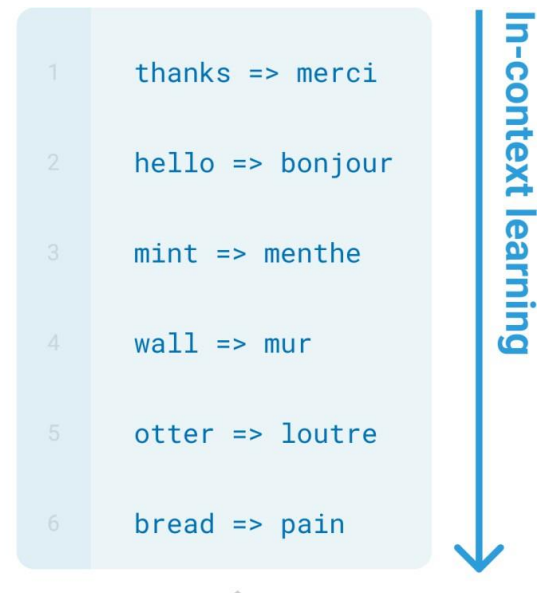 1 thanks => merci
2 hello => bonjour
3 mint => menthe
4 wall => mur
5 otter => loutre
6 bread => pain
In-context learning